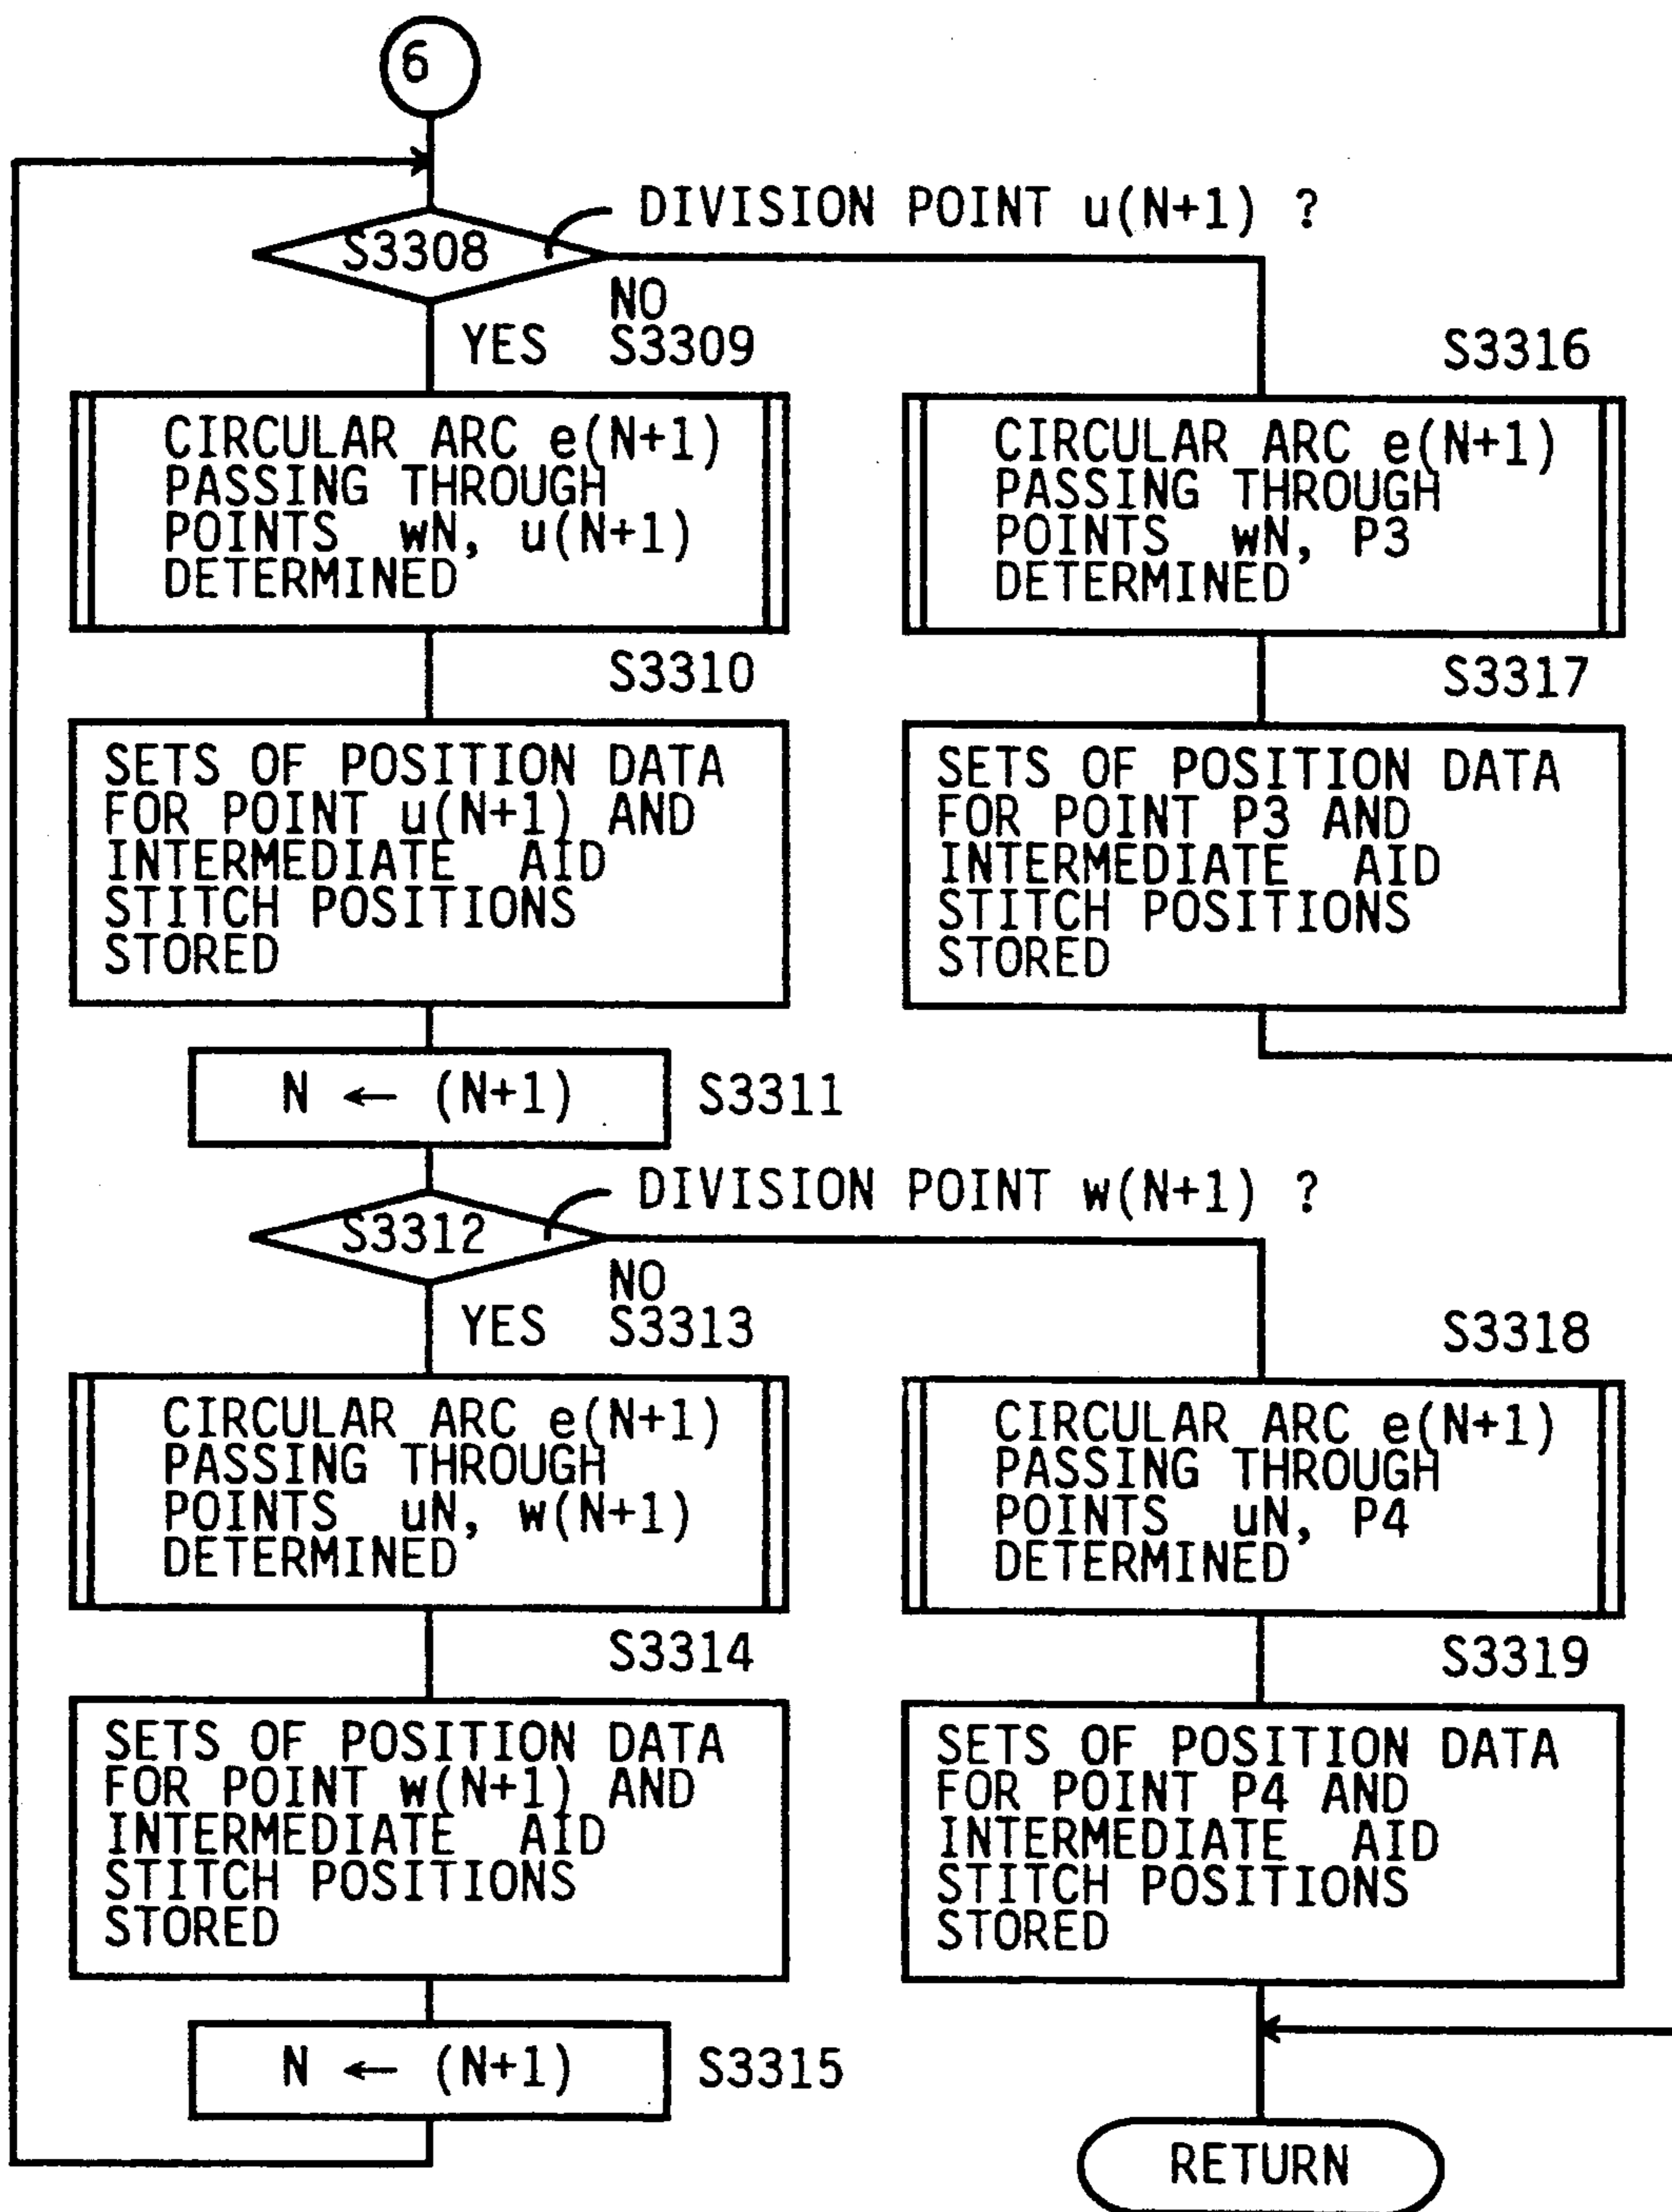 6
DIVISION POINT u(N+1) ?
S3308
NO
YES S3309
CIRCULAR ARC e(N+1)
PASSING THROUGH
POINTS wN, u(N+1)
DETERMINED
S3310
SETS OF POSITION DATA
FOR POINT u(N+1) AND
INTERMEDIATE AID
STITCH POSITIONS
STORED
N ← (N+1) S3311
DIVISION POINT w(N+1) ?
S3312
NO
YES S3313
CIRCULAR ARC e(N+1)
PASSING THROUGH
POINTS uN, w(N+1)
DETERMINED
S3314
SETS OF POSITION DATA
FOR POINT w(N+1) AND
INTERMEDIATE AID
STITCH POSITIONS
STORED
N ← (N+1) S3315
S3316
CIRCULAR ARC e(N+1)
PASSING THROUGH
POINTS wN, P3
DETERMINED
S3317
SETS OF POSITION DATA
FOR POINT P3 AND
INTERMEDIATE AID
STITCH POSITIONS
STORED
S3318
CIRCULAR ARC e(N+1)
PASSING THROUGH
POINTS uN, P4
DETERMINED
S3319
SETS OF POSITION DATA
FOR POINT P4 AND
INTERMEDIATE AID
STITCH POSITIONS
STORED
RETURN